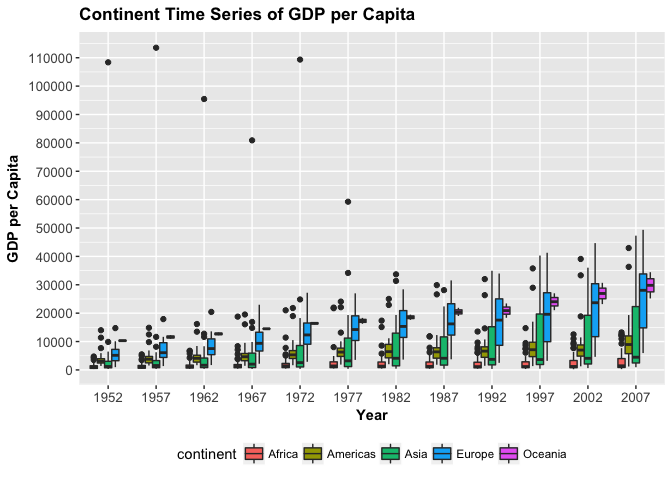 Continent Time Series of GDP per Capita
GDP per Capita
110000
100000
90000
80000
70000
60000
50000
40000
30000
20000
10000
0
1952 1957 1962 1967 1972 1977 1982 1987 1992 1997 2002 2007
Year
continent Africa Americas Asia Europe Oceania